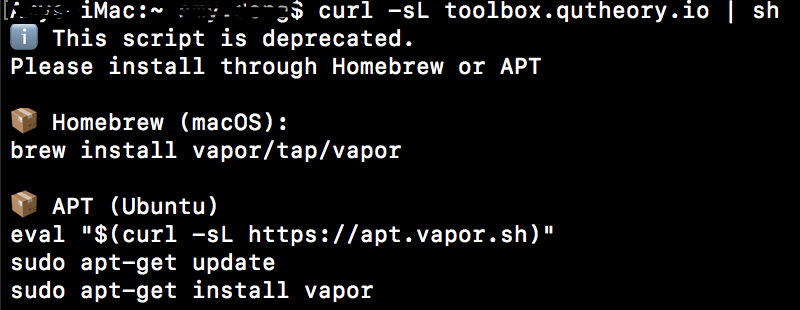 iMac:~ $ curl -sL toolbox.qutheory.io | sh
ℹ️ This script is deprecated.
Please install through Homebrew or APT

📦 Homebrew (macOS):
brew install vapor/tap/vapor

📦 APT (Ubuntu)
eval "$(curl -sL https://apt.vapor.sh)"
sudo apt-get update
sudo apt-get install vapor